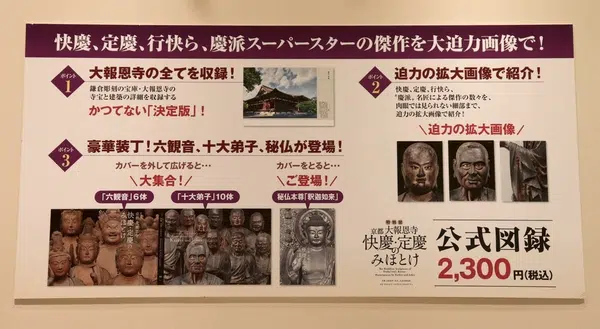 快慶、定慶、行快ら、慶派スーパースターの傑作を大迫力画像で!
ポイント
1
大報恩寺の全てを収録!
鎌倉彫刻の宝庫・大報恩寺の
寺宝と建築の詳細を収録する
かつてない「決定版」!
ポイント
2
迫力の拡大画像で紹介!
快慶、定慶、行快ら、
"慶派"名匠による傑作の数々を、
肉眼では見られない細部まで、
迫力の拡大画像で紹介!
迫力の拡大画像
ポイント
3
豪華装丁!六観音、十大弟子、秘仏が登場!
カバーを外して広げると…
大集合!
「六観音」6体
「十大弟子」10体
カバーをとると…
ご登場!
秘仏本尊「釈迦如来」
快慶・定慶
のみほとけ
特別展
京都 大報恩寺
快慶・定慶
のみほとけ
公式図録
2,300円(税込)